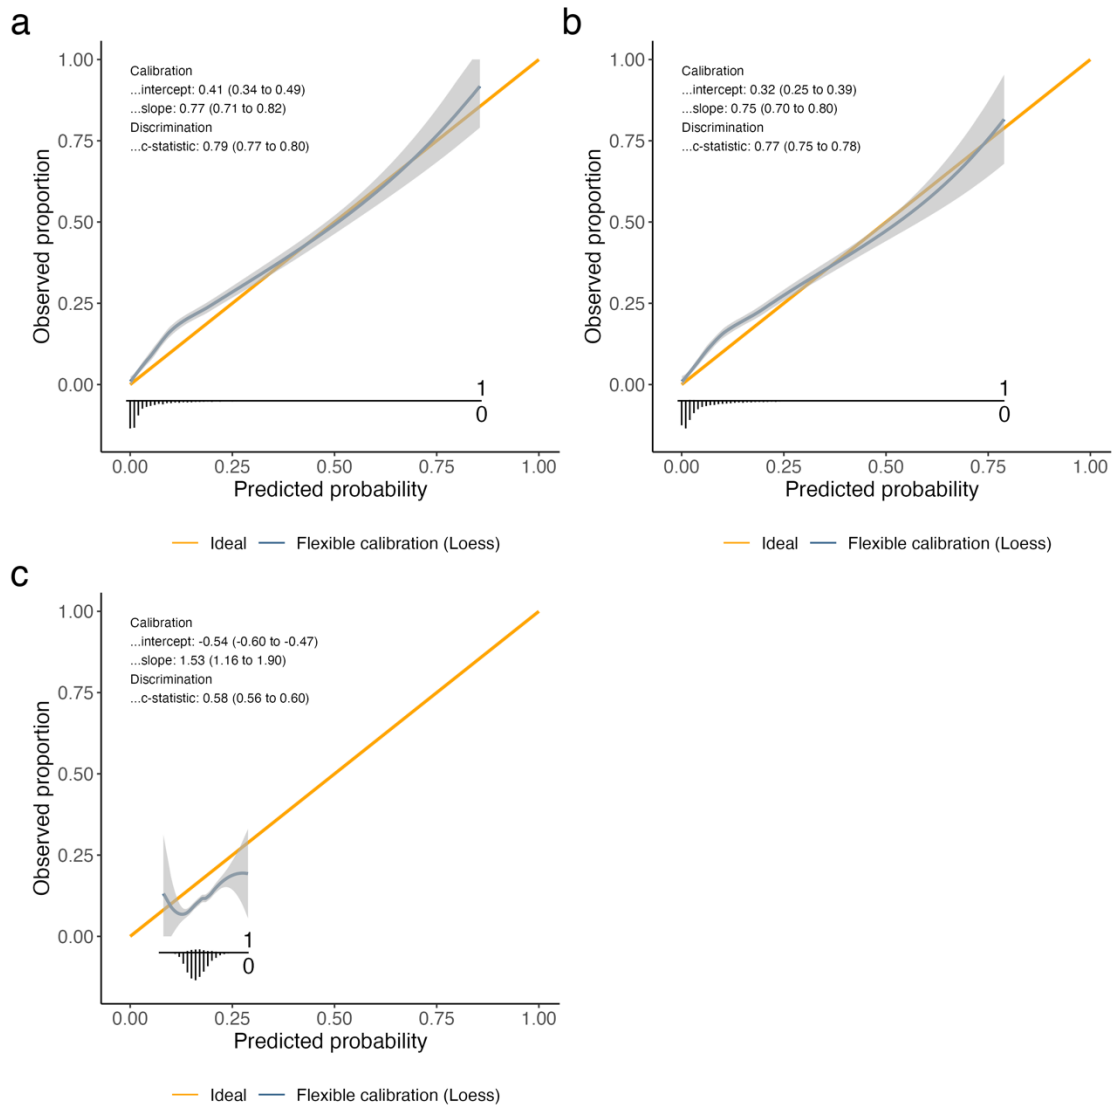 a
1.00
0.75
0.50
0.25
0.00
Observed proportion
Calibration
...intercept: 0.41 (0.34 to 0.49)
...slope: 0.77 (0.71 to 0.82)
Discrimination
...c-statistic: 0.79 (0.77 to 0.80)
1
0
0.00 0.25 0.50 0.75 1.00
Predicted probability
Ideal Flexible calibration (Loess)
b
1.00
0.75
0.50
0.25
0.00
Observed proportion
Calibration
...intercept: 0.32 (0.25 to 0.39)
...slope: 0.75 (0.70 to 0.80)
Discrimination
...c-statistic: 0.77 (0.75 to 0.78)
1
0
0.00 0.25 0.50 0.75 1.00
Predicted probability
Ideal Flexible calibration (Loess)
c
1.00
0.75
0.50
0.25
0.00
Observed proportion
Calibration
...intercept: -0.54 (-0.60 to -0.47)
...slope: 1.53 (1.16 to 1.90)
Discrimination
...c-statistic: 0.58 (0.56 to 0.60)
1
0
0.00 0.25 0.50 0.75 1.00
Predicted probability
Ideal Flexible calibration (Loess)